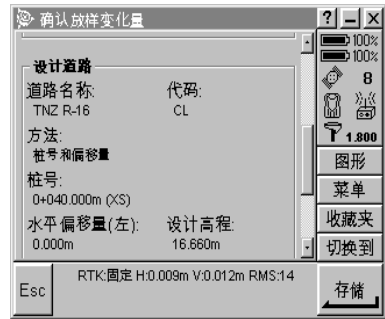 确认放样变化量 ? _ X
100%
100%
设计道路
道路名称: 代码:
TNZ R-16 CL
8
方法:
桩号和偏移量
1.800
桩号:
0+040.000m (XS)
水平偏移量(左): 设计高程:
0.000m 16.660m
图形
菜单
收藏夹
切换到
Esc
RTK:固定 H:0.009m V:0.012m RMS:14
存储